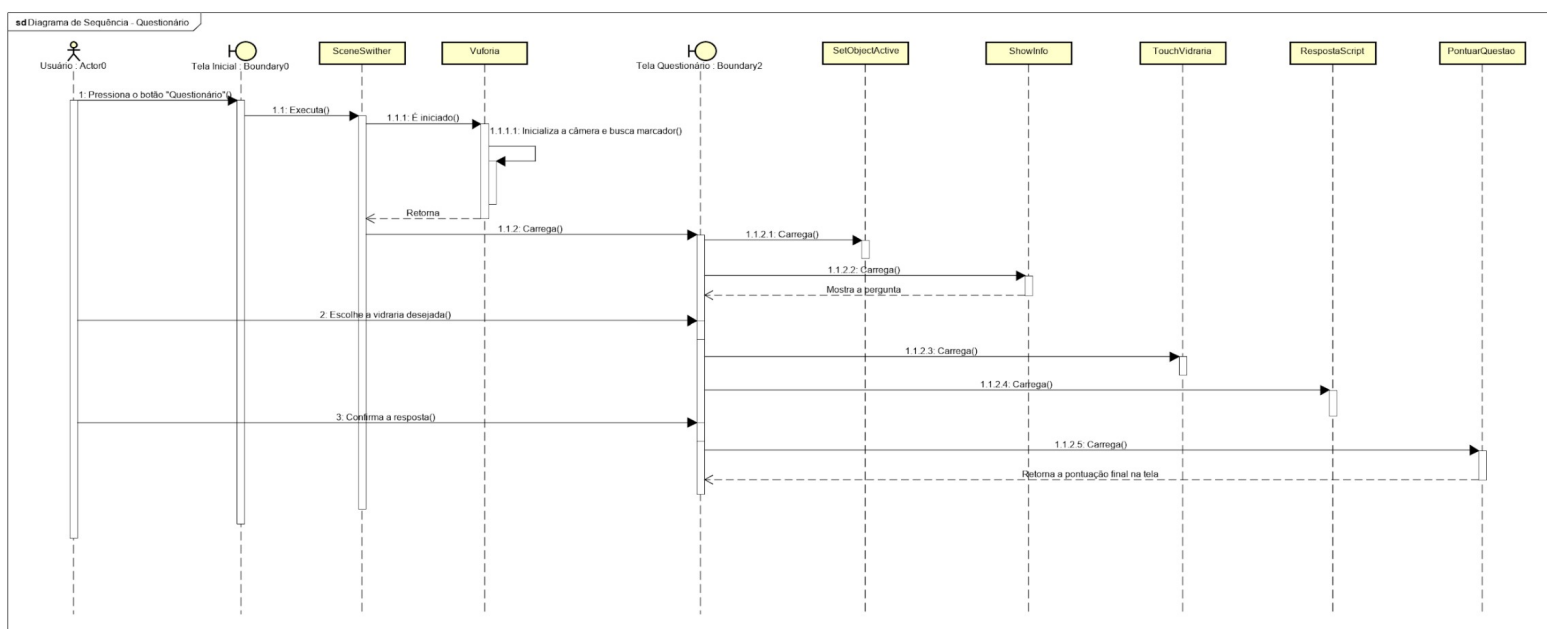 sd Diagrama de Sequência - Questionário
Usuário : Actor0
Tela Inicial : Boundary0
SceneSwither
Vuforia
Tela Questionário : Boundary2
SetObjectActive
ShowInfo
TouchVidraria
RespostaScript
PontuarQuestao
1: Pressiona o botão "Questionário"()
1.1: Executa()
1.1.1: É iniciado()
1.1.1.1: Inicializa a câmera e busca marcador()
Retorna
1.1.2: Carrega()
1.1.2.1: Carrega()
1.1.2.2: Carrega()
Mostra a pergunta
2: Escolhe a vidraria desejada()
1.1.2.3: Carrega()
1.1.2.4: Carrega()
3: Confirma a resposta()
1.1.2.5: Carrega()
Retorna a pontuação final na tela